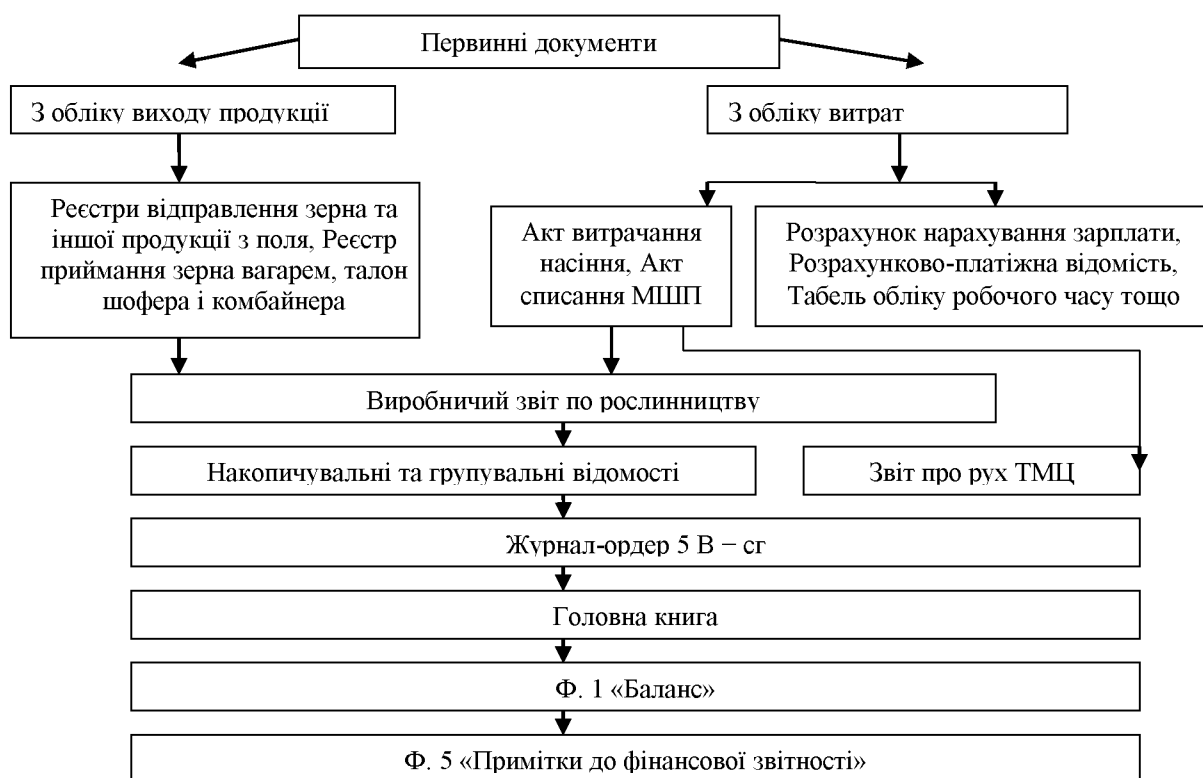 Первинні документи
З обліку виходу продукції
З обліку витрат
Реєстри відправлення зерна та
іншої продукції з поля, Реєстр
приймання зерна вагарем, талон
шофера і комбайнера
Акт витрачання
насіння, Акт
списання МШП
Розрахунок нарахування зарплати,
Розрахунково-платіжна відомість,
Табель обліку робочого часу тощо
Виробничий звіт по рослинництву
Накопичувальні та групувальні відомості
Звіт про рух ТМЦ
Журнал-ордер 5 В − сг
Головна книга
Ф. 1 «Баланс»
Ф. 5 «Примітки до фінансової звітності»